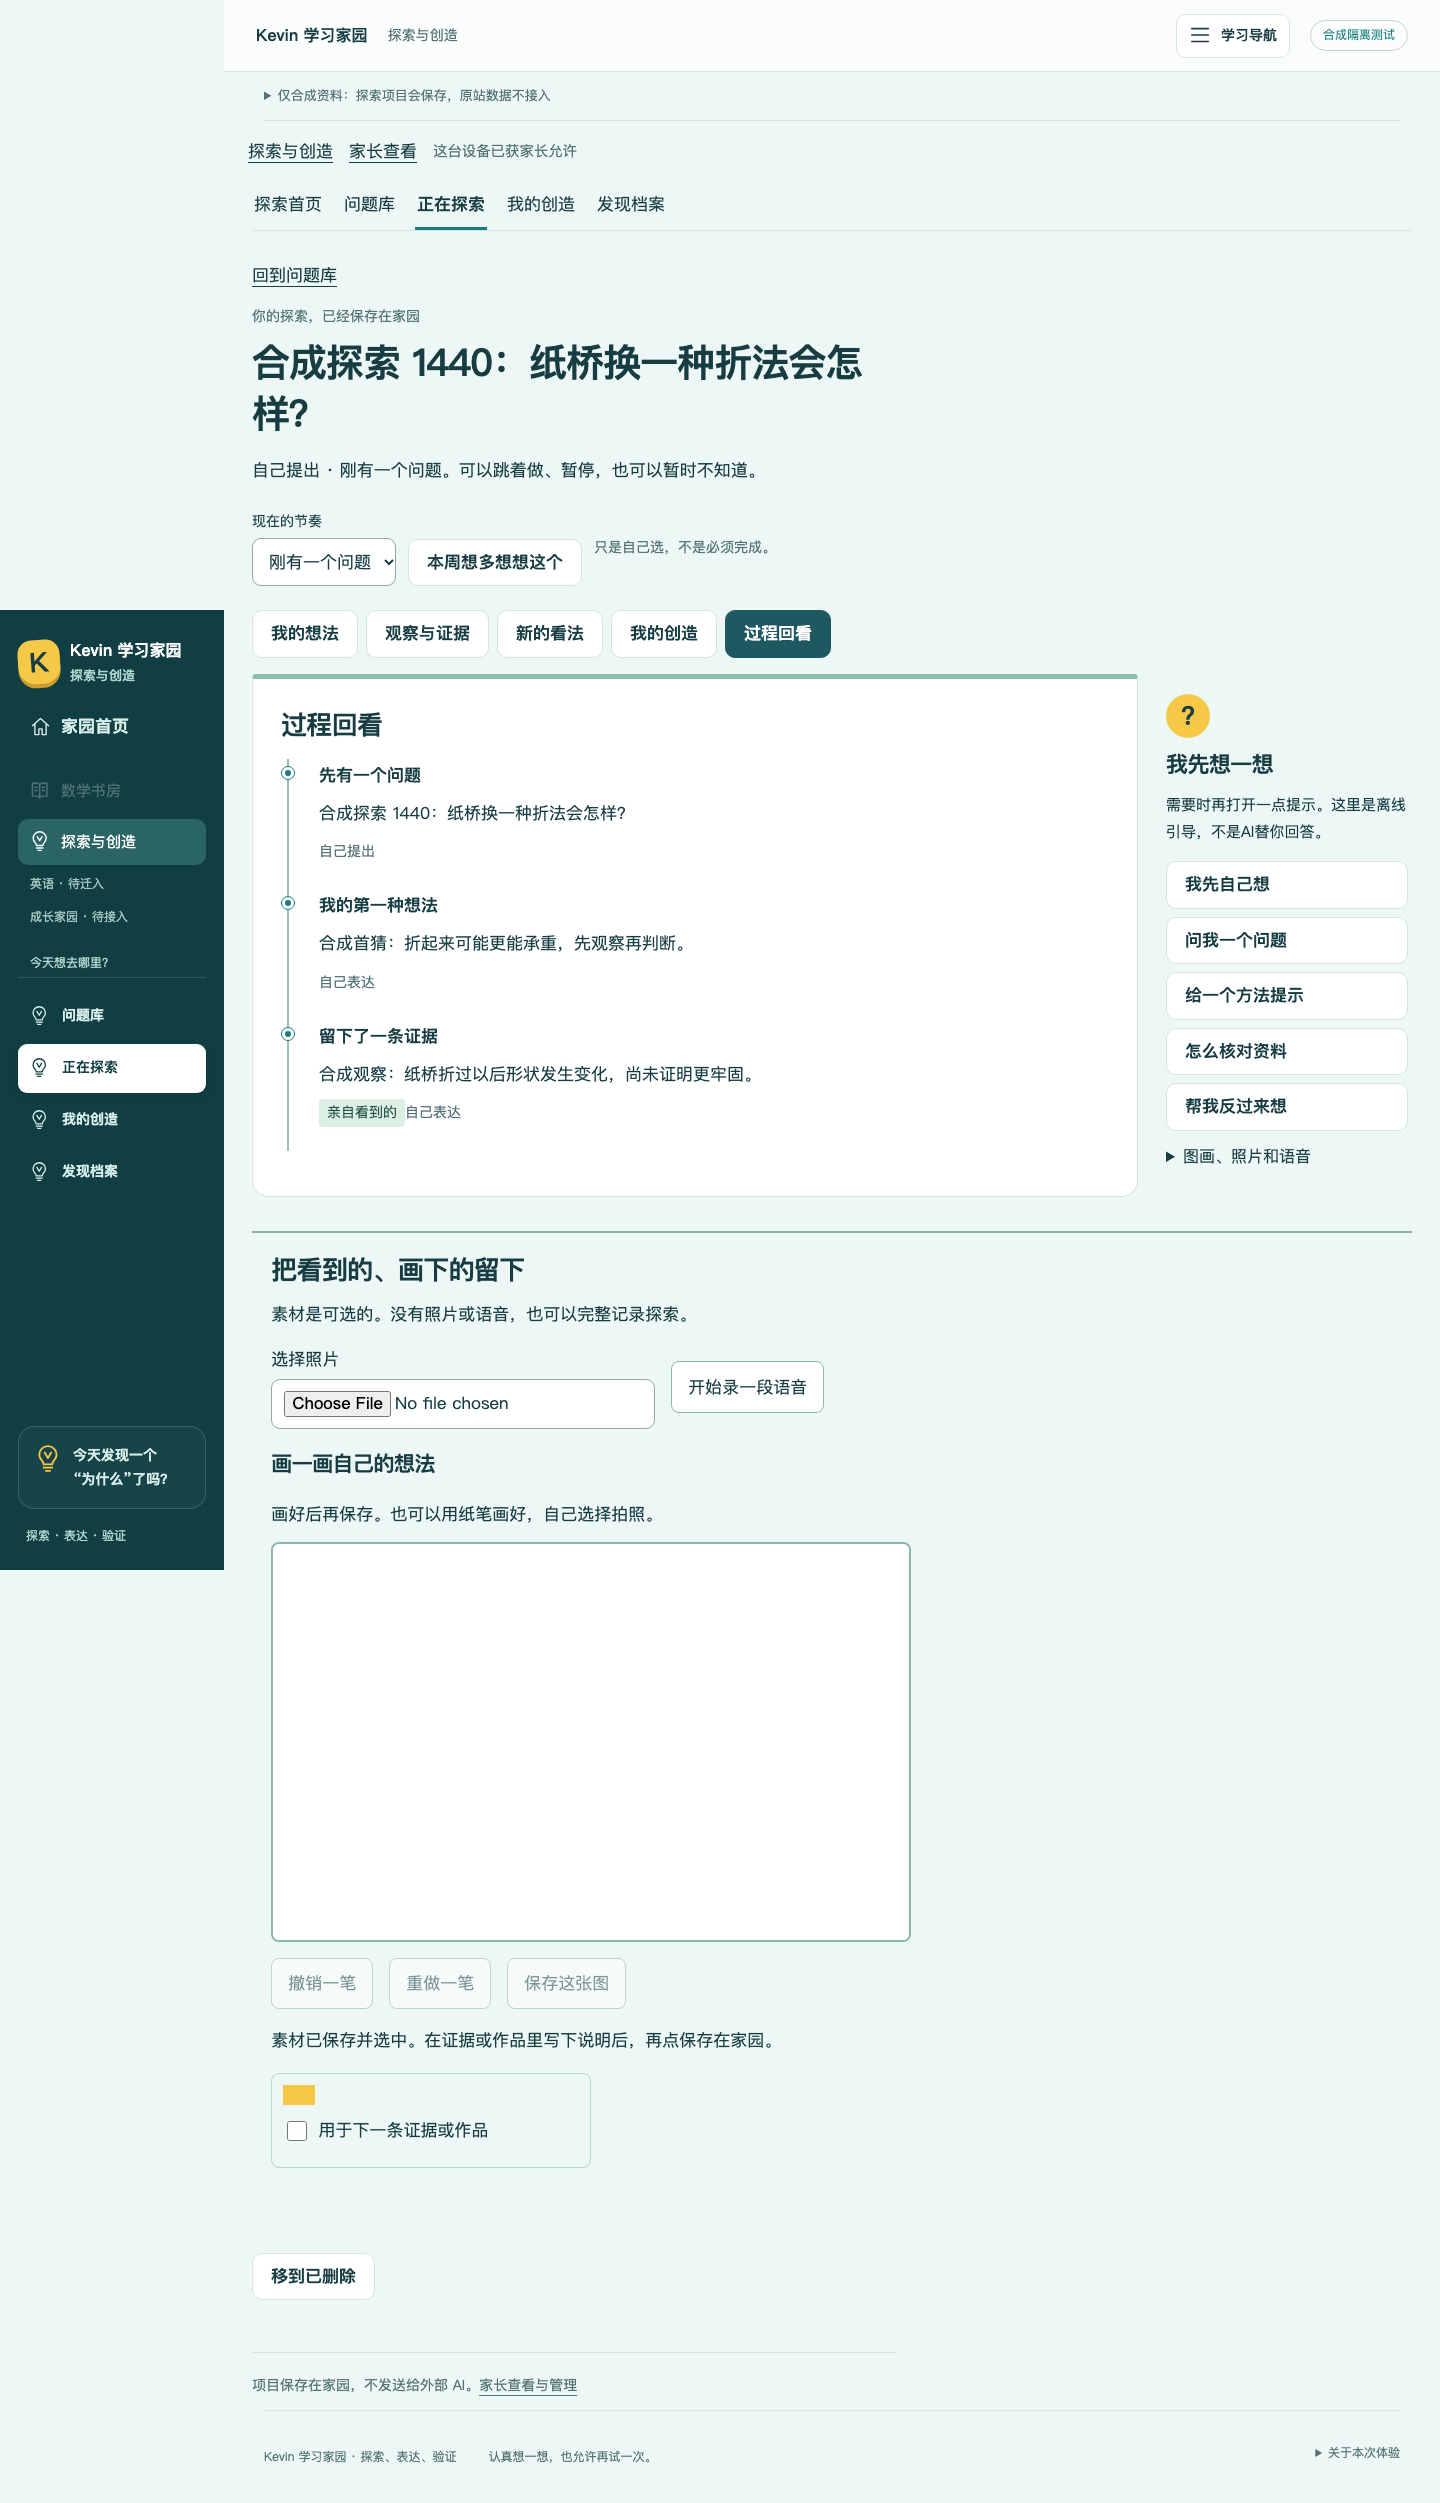 Kevin 学习家园
探索与创造
学习导航
合成隔离测试
仅合成资料：探索项目会保存，原站数据不接入
探索与创造 家长查看 这台设备已获家长允许
探索首页 问题库 正在探索 我的创造 发现档案
回到问题库
你的探索，已经保存在家园
合成探索 1440：纸桥换一种折法会怎
样？
自己提出 · 刚有一个问题。可以跳着做、暂停，也可以暂时不知道。
现在的节奏
刚有一个问题 本周想多想想这个 只是自己选，不是必须完成。
我的想法 观察与证据 新的看法 我的创造 过程回看
K
Kevin 学习家园
探索与创造
家园首页
数学书房
探索与创造
英语 · 待迁入
成长家园 · 待接入
今天想去哪里？
问题库
正在探索
我的创造
发现档案
今天发现一个
“为什么”了吗？
探索 · 表达 · 验证
过程回看
先有一个问题
合成探索 1440：纸桥换一种折法会怎样？
自己提出
我的第一种想法
合成首猜：折起来可能更能承重，先观察再判断。
自己表达
留下了一条证据
合成观察：纸桥折过以后形状发生变化，尚未证明更牢固。
亲自看到的 自己表达
?
我先想一想
需要时再打开一点提示。这里是离线
引导，不是AI替你回答。
我先自己想
问我一个问题
给一个方法提示
怎么核对资料
帮我反过来想
图画、照片和语音
把看到的、画下的留下
素材是可选的。没有照片或语音，也可以完整记录探索。
选择照片
Choose File No file chosen
开始录一段语音
画一画自己的想法
画好后再保存。也可以用纸笔画好，自己选择拍照。
撤销一笔 重做一笔 保存这张图
素材已保存并选中。在证据或作品里写下说明后，再点保存在家园。
用于下一条证据或作品
移到已删除
项目保存在家园，不发送给外部 AI。家长查看与管理
Kevin 学习家园 · 探索、表达、验证 认真想一想，也允许再试一次。
关于本次体验